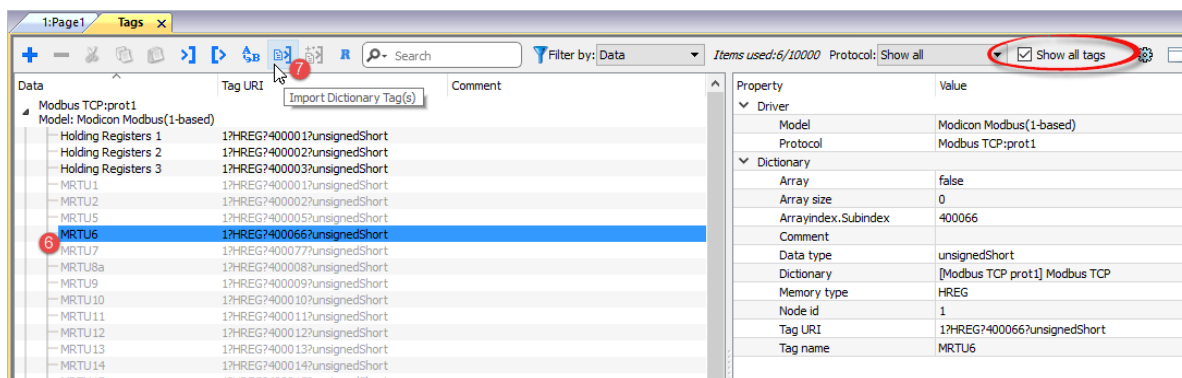 1:Page1 Tags x
A B R Search Filter by: Data Items used:6/10000 Protocol: Show all Show all tags
7
Import Dictionary Tag(s)
Data Tag URI Comment
Modbus TCP:prot1
Model: Modicon Modbus(1-based)
Holding Registers 1 1?HREG?400001?unsignedShort
Holding Registers 2 1?HREG?400002?unsignedShort
Holding Registers 3 1?HREG?400003?unsignedShort
MRTU1 1?HREG?400001?unsignedShort
MRTU2 1?HREG?400002?unsignedShort
MRTU5 1?HREG?400005?unsignedShort
6 MRTU6 1?HREG?400066?unsignedShort
MRTU7 1?HREG?400077?unsignedShort
MRTU8a 1?HREG?400008?unsignedShort
MRTU9 1?HREG?400009?unsignedShort
MRTU10 1?HREG?400010?unsignedShort
MRTU11 1?HREG?400011?unsignedShort
MRTU12 1?HREG?400012?unsignedShort
MRTU13 1?HREG?400013?unsignedShort
MRTU14 1?HREG?400014?unsignedShort
Property Value
Driver
Model Modicon Modbus(1-based)
Protocol Modbus TCP:prot1
Dictionary
Array false
Array size 0
Arrayindex.Subindex 400066
Comment
Data type unsignedShort
Dictionary [Modbus TCP prot1] Modbus TCP
Memory type HREG
Node id 1
Tag URI 1?HREG?400066?unsignedShort
Tag name MRTU6